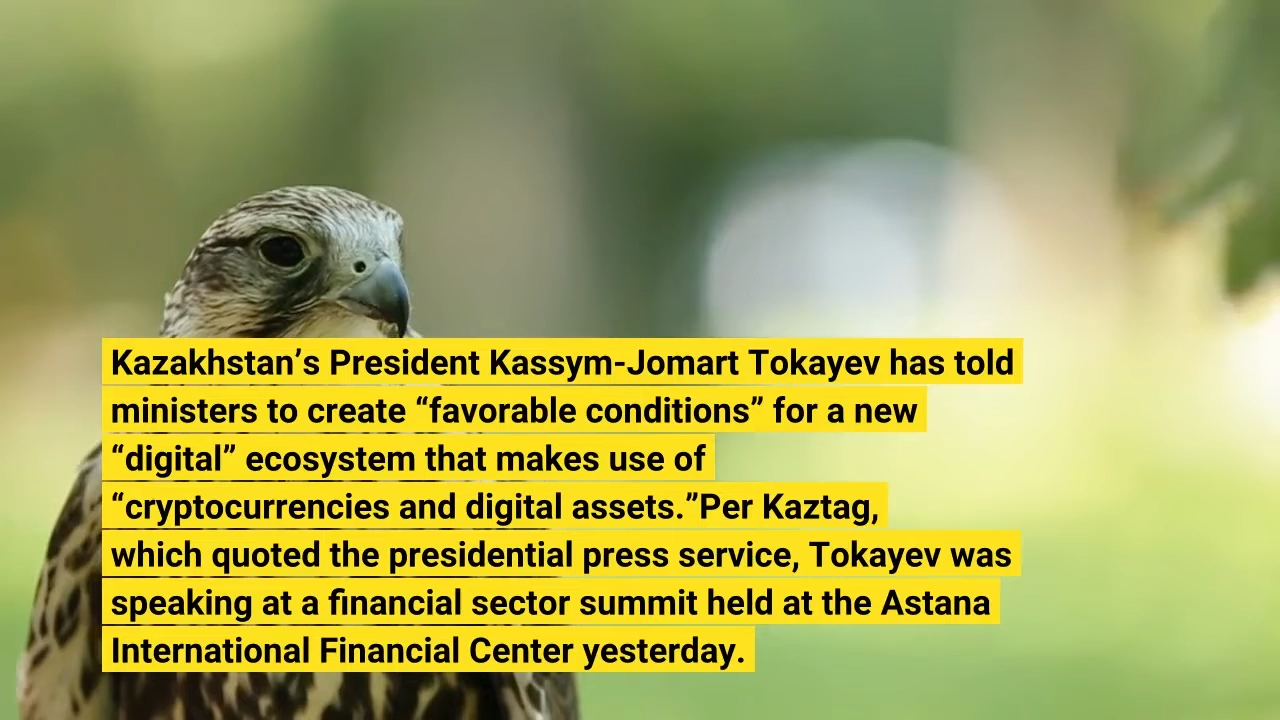 Kazakhstan’s President Kassym-Jomart Tokayev has told
ministers to create “favorable conditions” for a new
“digital” ecosystem that makes use of
“cryptocurrencies and digital assets.”Per Kaztag,
which quoted the presidential press service, Tokayev was
speaking at a financial sector summit held at the Astana
International Financial Center yesterday.